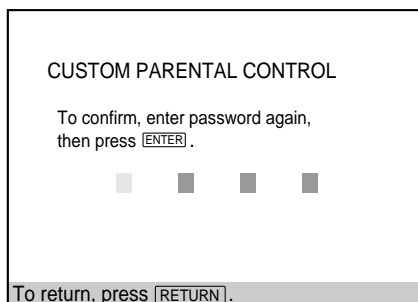 CUSTOM PARENTAL CONTROL
To confirm, enter password again,
then press ENTER.
To return, press RETURN.